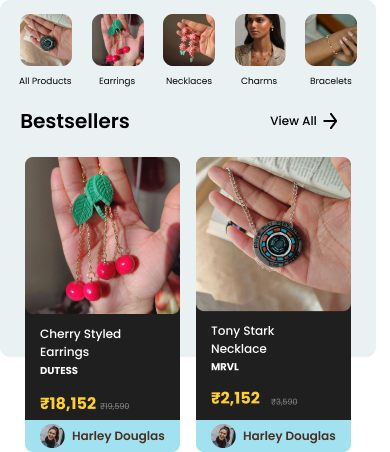 All Products Earrings Necklaces Charms Bracelets
Bestsellers View All
Cherry Styled
Earrings
DUTESS
₹18,152 ₹19,590
Harley Douglas
Tony Stark
Necklace
MRVL
₹2,152 ₹3,590
Harley Douglas